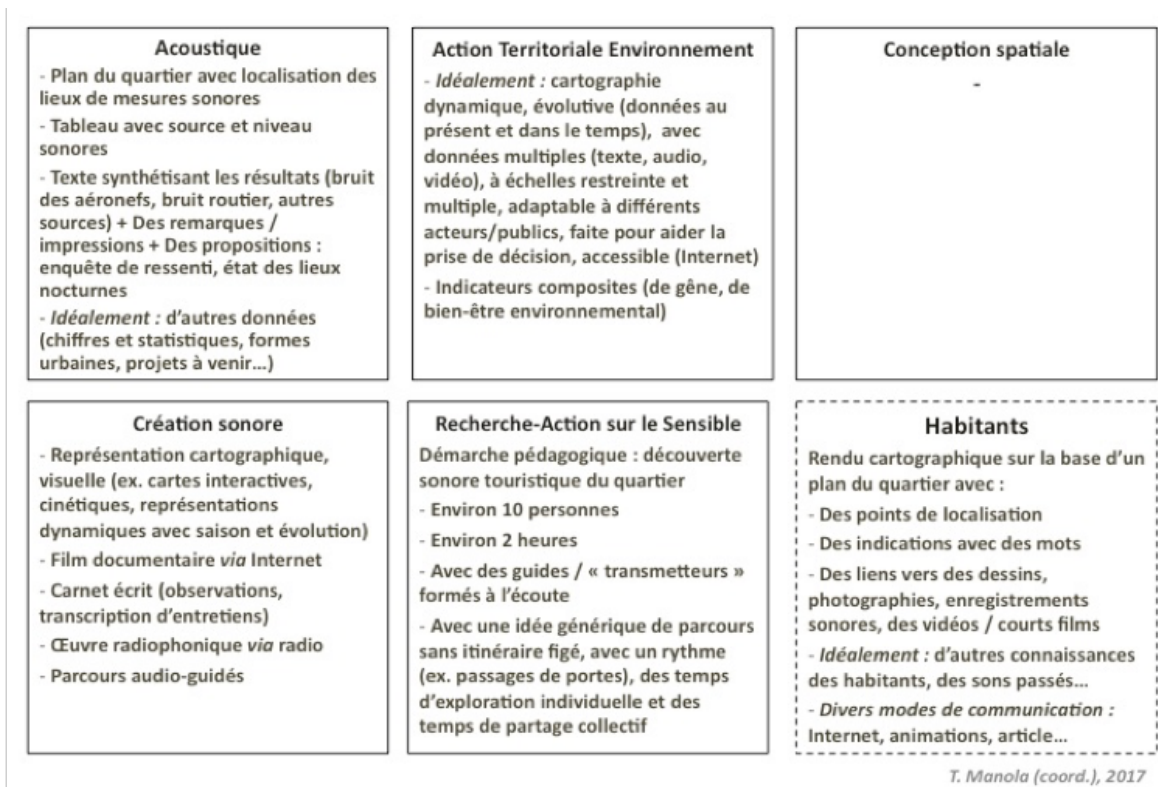 Acoustique
- Plan du quartier avec localisation des
lieux de mesures sonores
- Tableau avec source et niveau
sonores
- Texte synthétisant les résultats (bruit
des aéronefs, bruit routier, autres
sources) + Des remarques /
impressions + Des propositions :
enquête de ressenti, état des lieux
nocturnes
- Idéalement : d'autres données
(chiffres et statistiques, formes
urbaines, projets à venir...)
Action Territoriale Environnement
- Idéalement : cartographie
dynamique, évolutive (données au
présent et dans le temps), avec
données multiples (texte, audio,
vidéo), à échelles restreinte et
multiple, adaptable à différents
acteurs/publics, faite pour aider la
prise de décision, accessible (Internet)
- Indicateurs composites (de gêne, de
bien-être environnemental)
Conception spatiale
-
Création sonore
- Représentation cartographique,
visuelle (ex. cartes interactives,
cinétiques, représentations
dynamiques avec saison et évolution)
- Film documentaire via Internet
- Carnet écrit (observations,
transcription d'entretiens)
- Œuvre radiophonique via radio
- Parcours audio-guidés
Recherche-Action sur le Sensible
Démarche pédagogique : découverte
sonore touristique du quartier
- Environ 10 personnes
- Environ 2 heures
- Avec des guides / « transmetteurs »
formés à l'écoute
- Avec une idée générique de parcours
sans itinéraire figé, avec un rythme
(ex. passages de portes), des temps
d'exploration individuelle et des
temps de partage collectif
Habitants
Rendu cartographique sur la base d'un
plan du quartier avec :
- Des points de localisation
- Des indications avec des mots
- Des liens vers des dessins,
photographies, enregistrements
sonores, des vidéos / courts films
- Idéalement : d'autres connaissances
des habitants, des sons passés...
- Divers modes de communication :
Internet, animations, article...
T. Manola (coord.), 2017